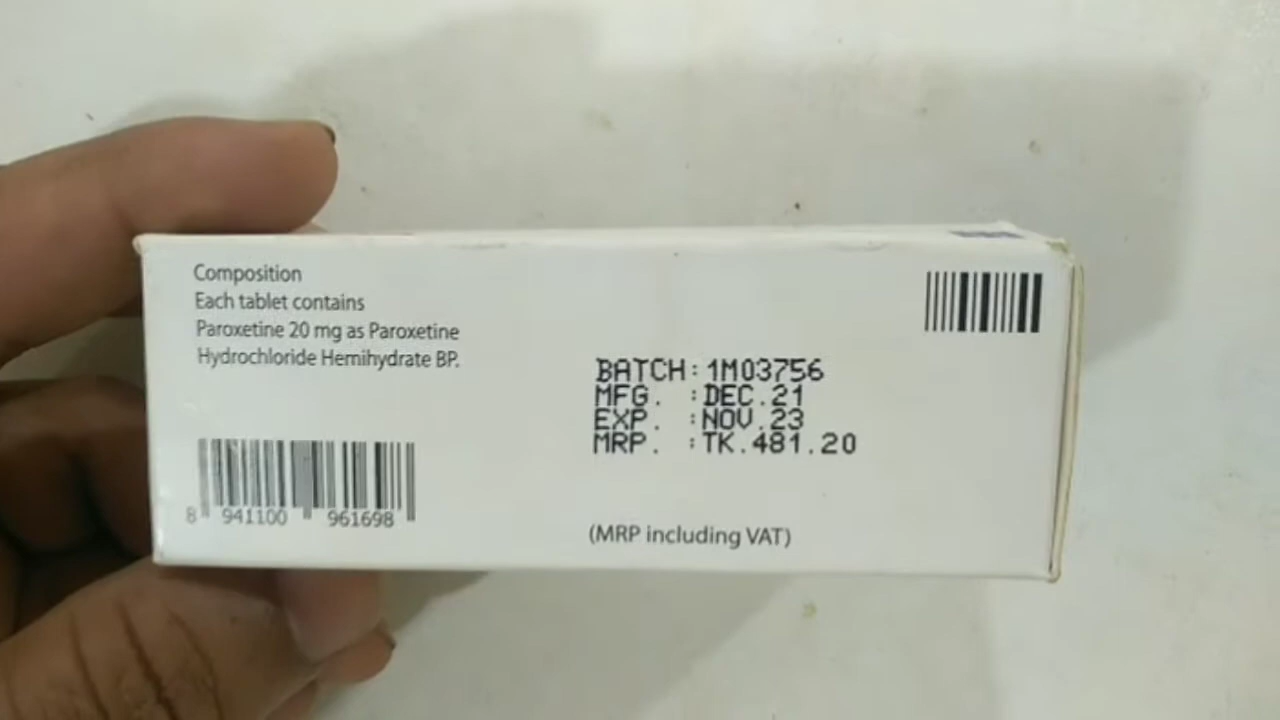 Composition
Each tablet contains
Paroxetine 20 mg as Paroxetine
Hydrochloride Hemihydrate BP.
BATCH: 1M03756
MFG. : DEC.21
EXP. : NOV.23
MRP. : TK.481.20
8 941100 961698
(MRP including VAT)